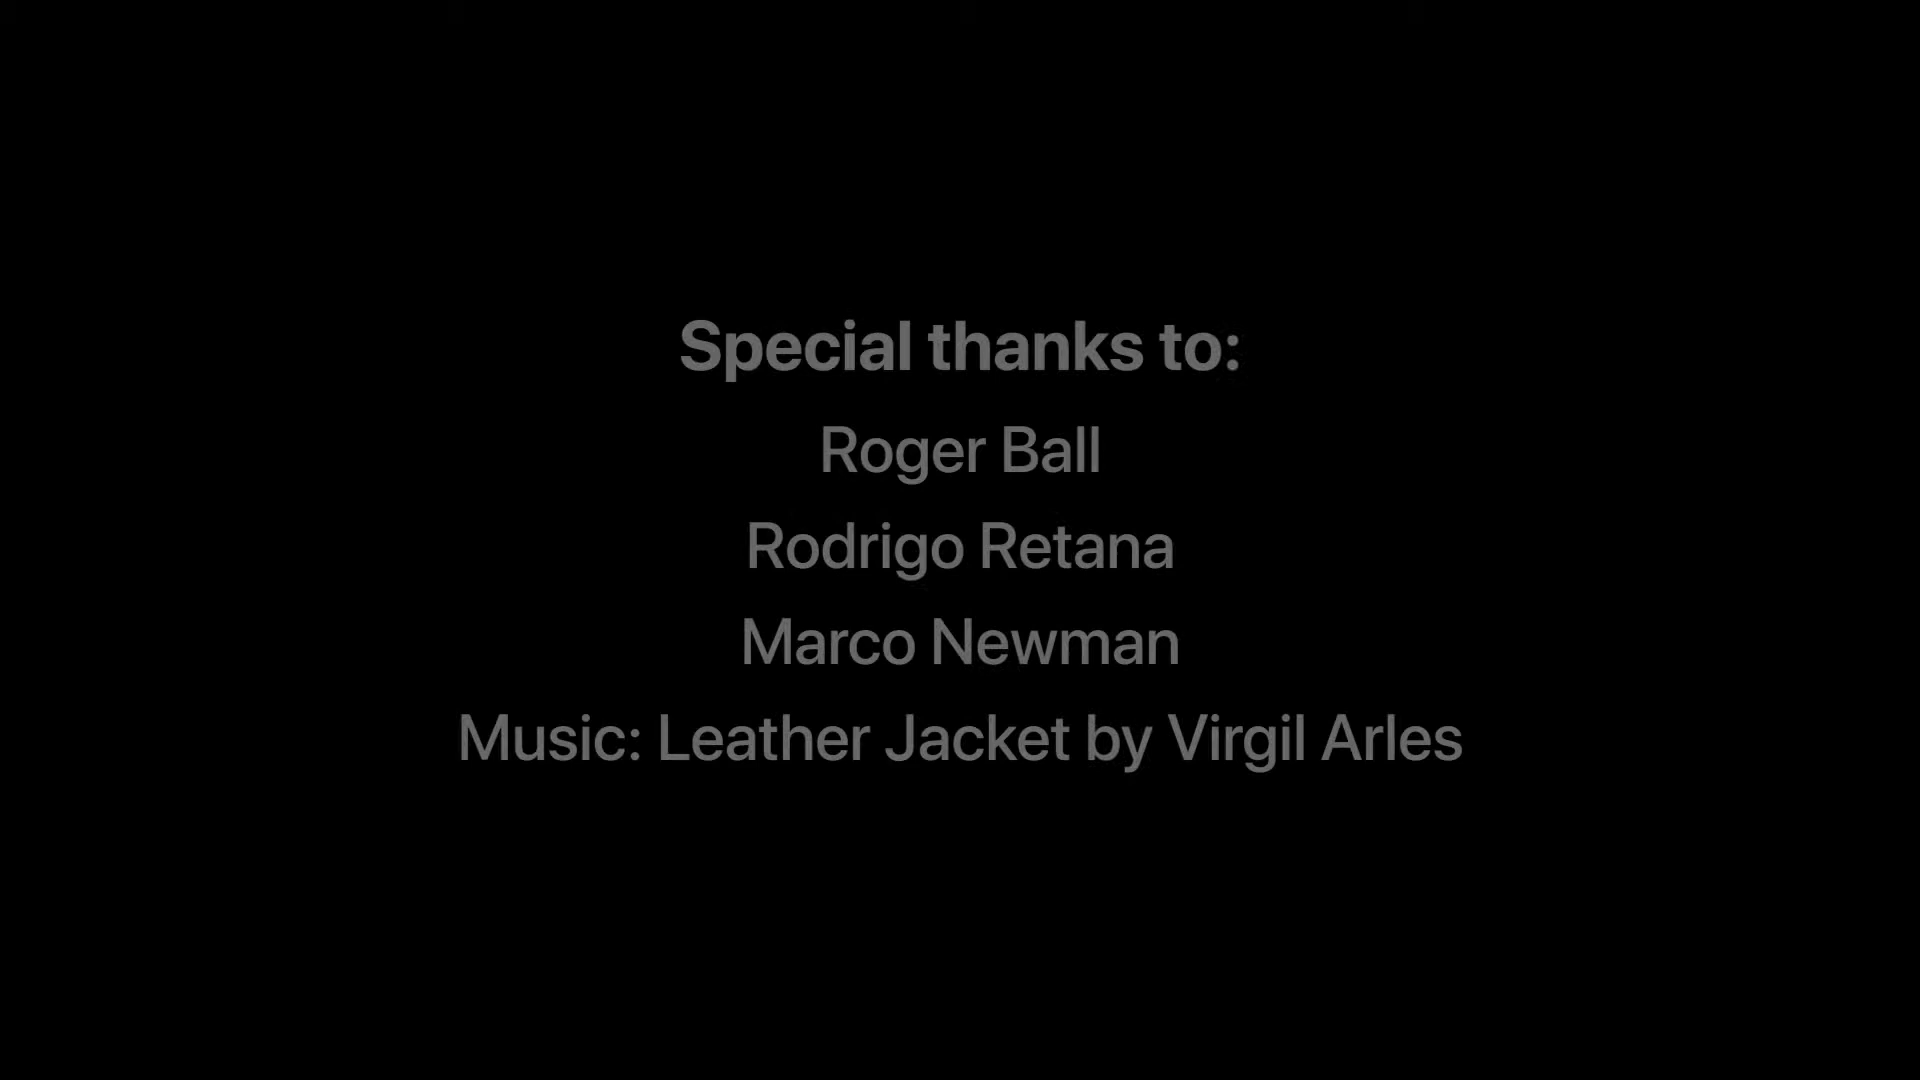 Special thanks to:
Roger Ball
Rodrigo Retana
Marco Newman
Music: Leather Jacket by Virgil Arles